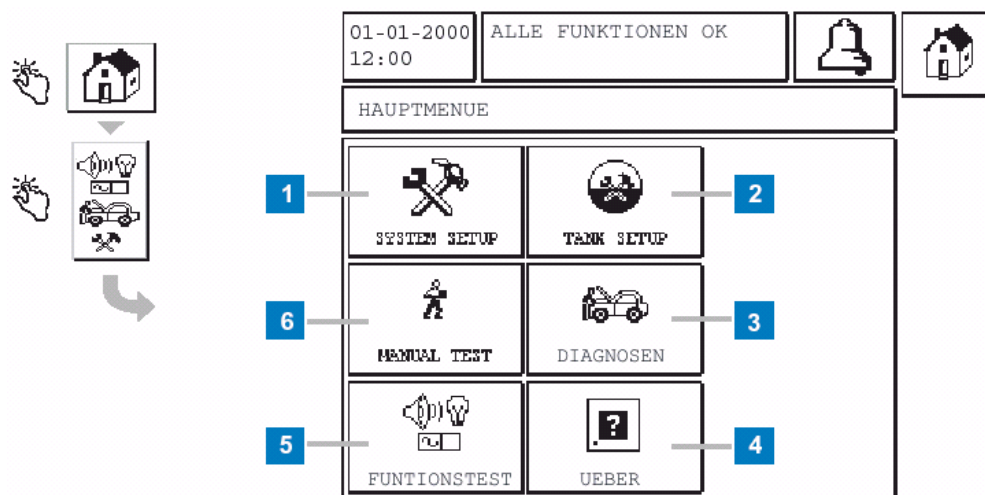 01-01-2000
12:00
ALLE FUNKTIONEN OK
HAUPTMENUE
1
SYSTEM SETUP
TANK SETUP
2
6
MANUAL TEST
DIAGNOSEN
3
5
FUNTIONSTEST
?
UEBER
4